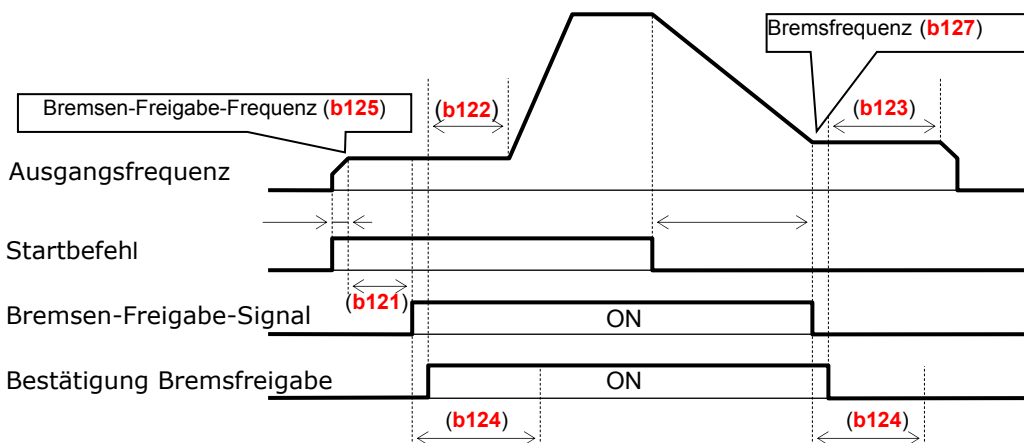 Bremsfrequenz (b127)
Bremsen-Freigabe-Frequenz (b125)
(b122)
(b123)
Ausgangsfrequenz
Startbefehl
(b121)
Bremsen-Freigabe-Signal
ON
Bestätigung Bremsfreigabe
ON
(b124)
(b124)